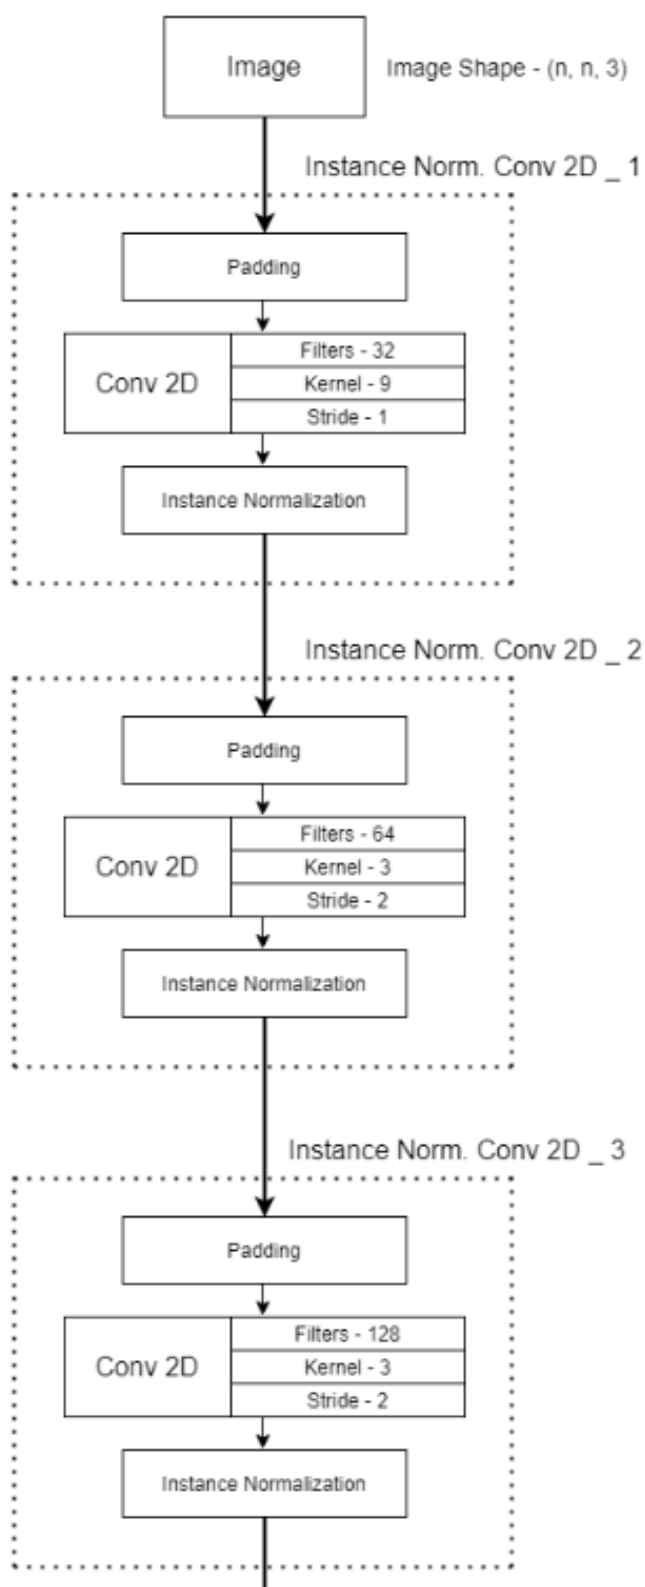 Image
Image Shape - (n, n, 3)
Instance Norm. Conv 2D _ 1
Padding
Conv 2D
Filters - 32
Kernel - 9
Stride - 1
Instance Normalization
Instance Norm. Conv 2D _ 2
Padding
Conv 2D
Filters - 64
Kernel - 3
Stride - 2
Instance Normalization
Instance Norm. Conv 2D _ 3
Padding
Conv 2D
Filters - 128
Kernel - 3
Stride - 2
Instance Normalization